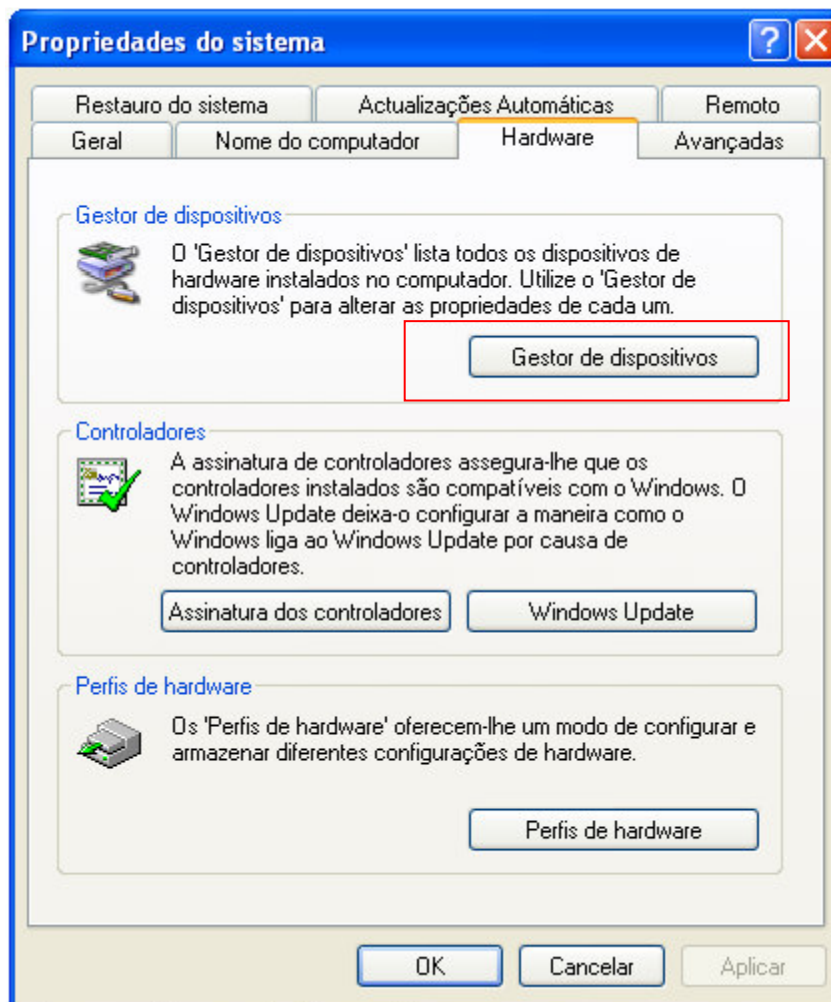 Propriedades do sistema
Restauro do sistema
Actualizações Automáticas
Remoto
Geral
Nome do computador
Hardware
Avançadas
Gestor de dispositivos
O 'Gestor de dispositivos' lista todos os dispositivos de
hardware instalados no computador. Utilize o 'Gestor de
dispositivos' para alterar as propriedades de cada um.
Gestor de dispositivos
Controladores
A assinatura de controladores assegura-lhe que os
controladores instalados são compatíveis com o Windows. O
Windows Update deixa-o configurar a maneira como o
Windows liga ao Windows Update por causa de
controladores.
Assinatura dos controladores
Windows Update
Perfis de hardware
Os 'Perfis de hardware' oferecem-lhe um modo de configurar e
armazenar diferentes configurações de hardware.
Perfis de hardware
OK
Cancelar
Aplicar